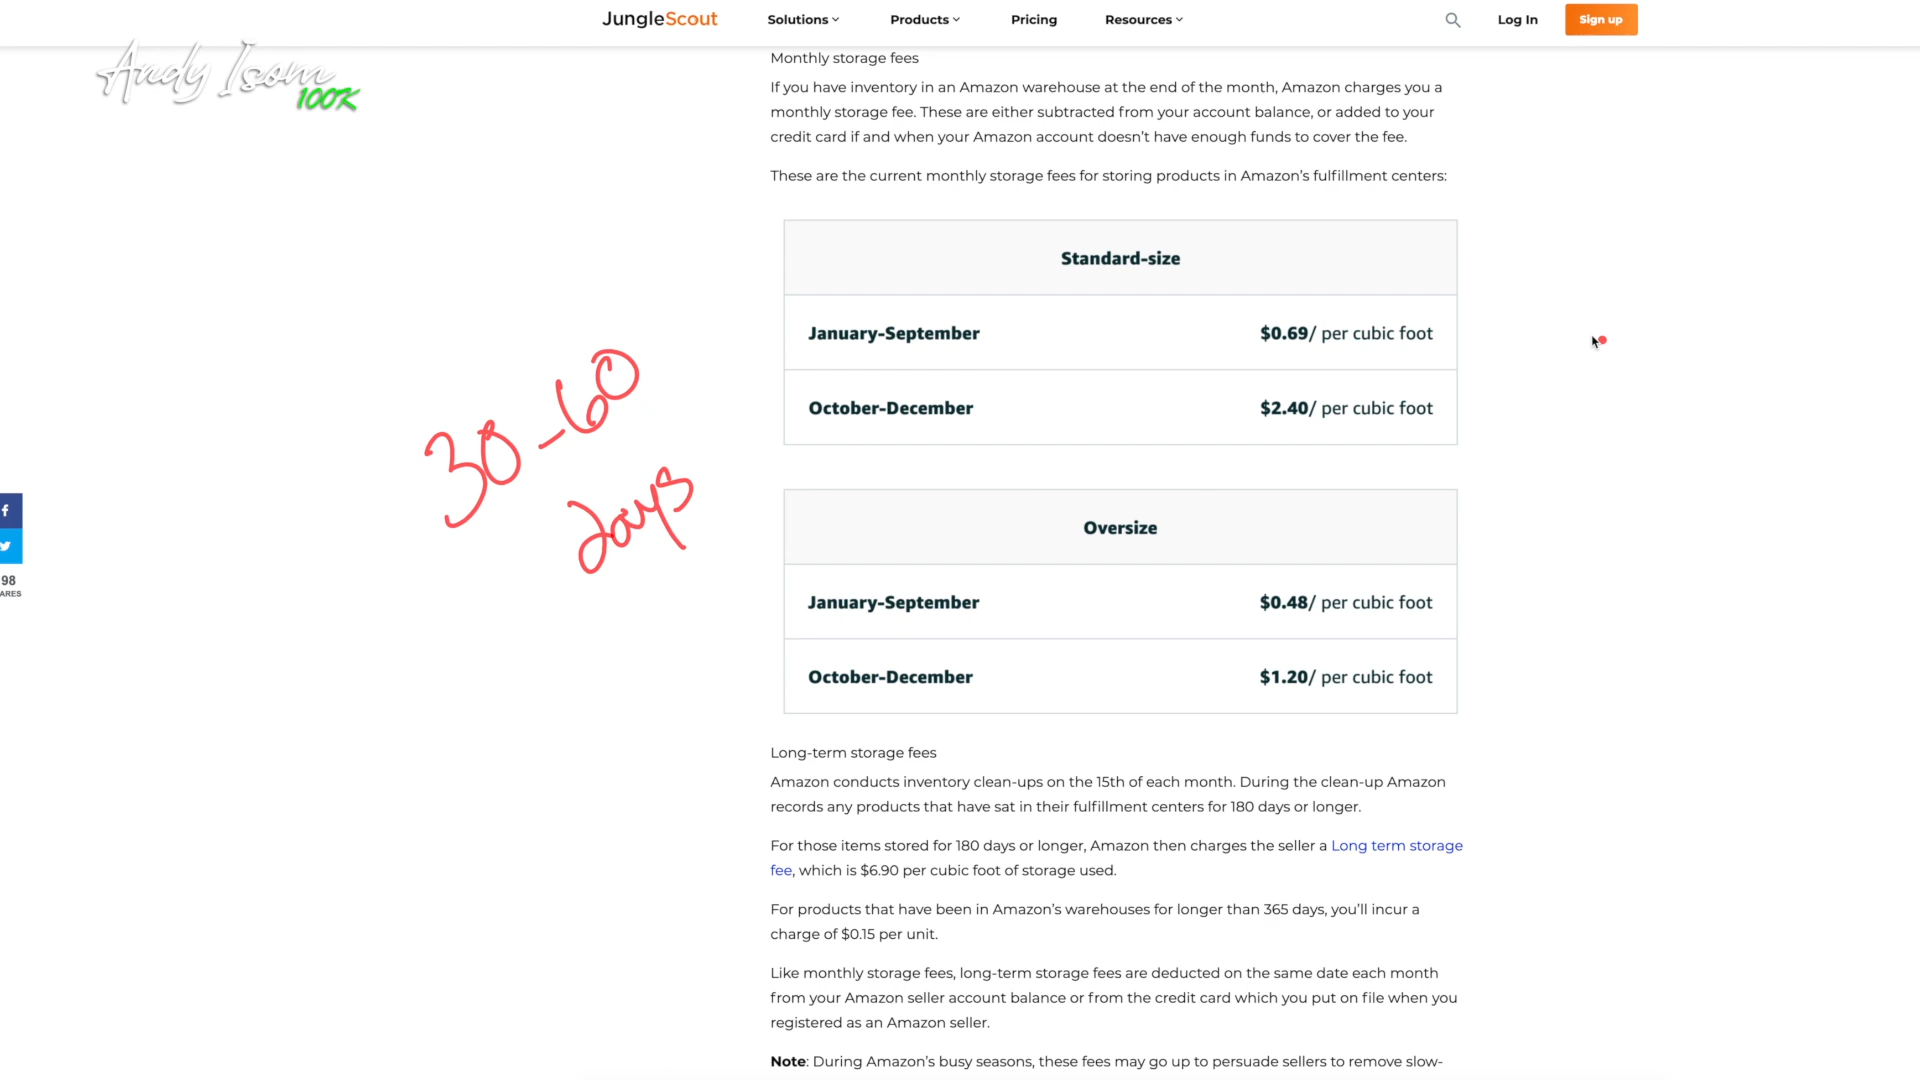 JungleScout
Solutions
Products
Pricing
Resources
Log In
Sign up
Andy Isom
100K
Monthly storage fees
If you have inventory in an Amazon warehouse at the end of the month, Amazon charges you a
monthly storage fee. These are either subtracted from your account balance, or added to your
credit card if and when your Amazon account doesn’t have enough funds to cover the fee.
These are the current monthly storage fees for storing products in Amazon’s fulfillment centers:
Standard-size
January-September $0.69/ per cubic foot
October-December $2.40/ per cubic foot
30-60
days
Oversize
January-September $0.48/ per cubic foot
October-December $1.20/ per cubic foot
98
ARES
Long-term storage fees
Amazon conducts inventory clean-ups on the 15th of each month. During the clean-up Amazon
records any products that have sat in their fulfillment centers for 180 days or longer.
For those items stored for 180 days or longer, Amazon then charges the seller a Long term storage
fee, which is $6.90 per cubic foot of storage used.
For products that have been in Amazon’s warehouses for longer than 365 days, you’ll incur a
charge of $0.15 per unit.
Like monthly storage fees, long-term storage fees are deducted on the same date each month
from your Amazon seller account balance or from the credit card which you put on file when you
registered as an Amazon seller.
Note: During Amazon’s busy seasons, these fees may go up to persuade sellers to remove slow-